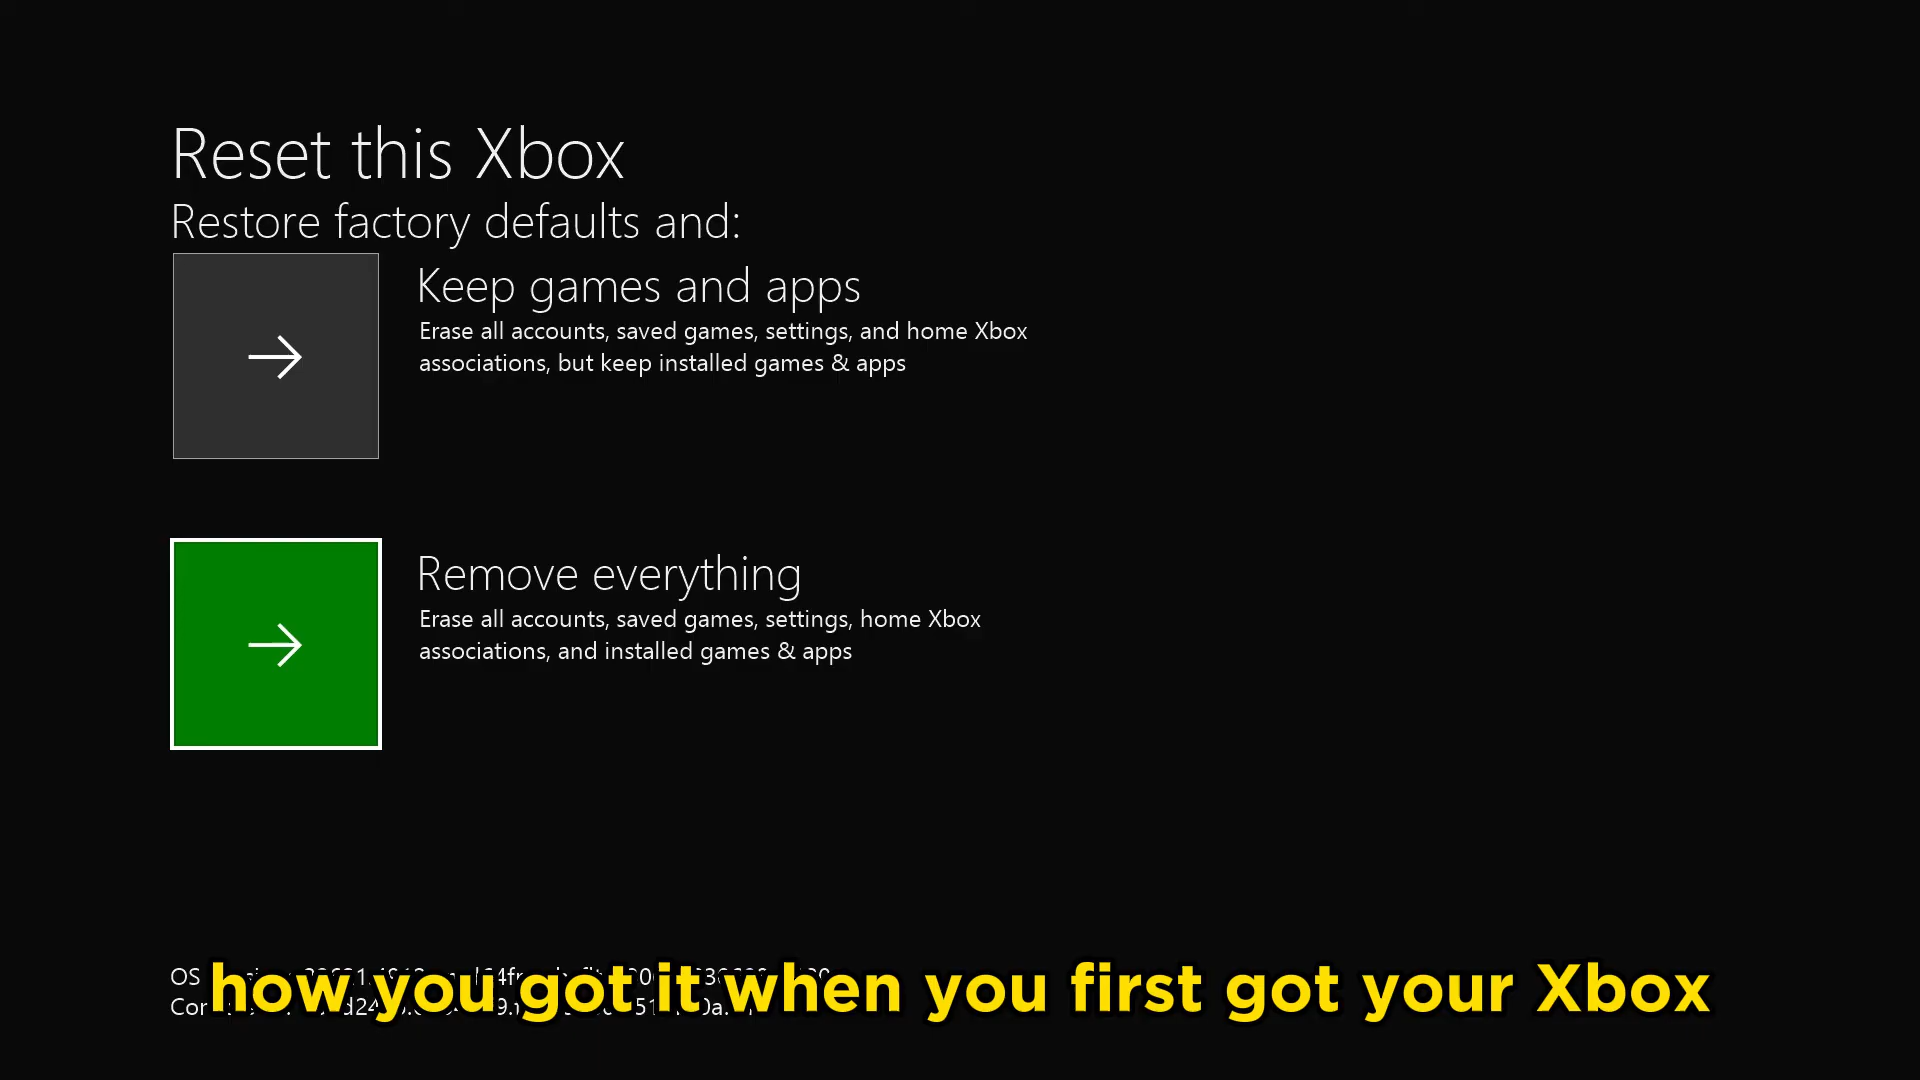 Reset this Xbox
Restore factory defaults and:
Keep games and apps
Erase all accounts, saved games, settings, and home Xbox
associations, but keep installed games & apps
Remove everything
Erase all accounts, saved games, settings, home Xbox
associations, and installed games & apps
OS
how you got it when you first got your Xbox